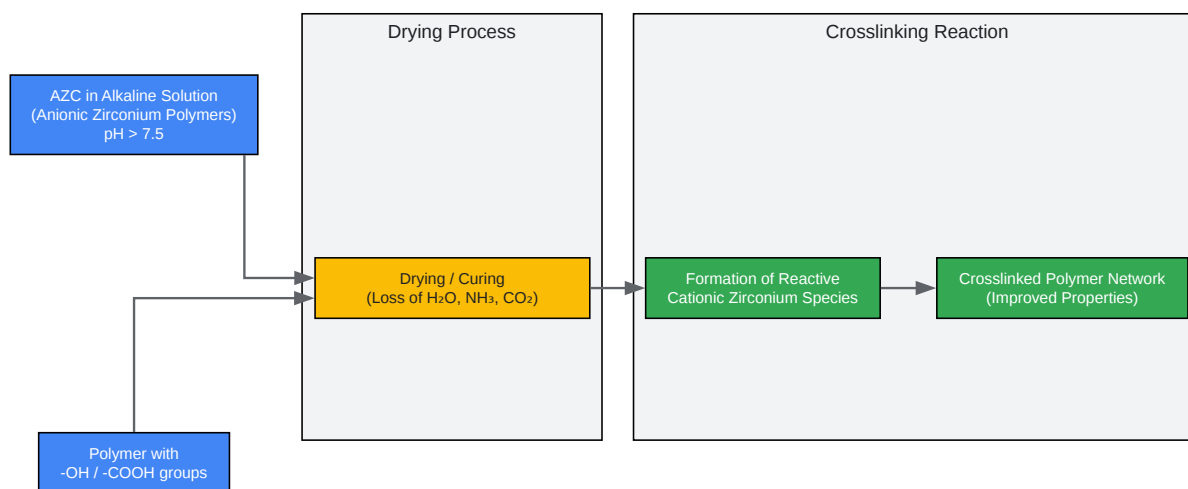 Drying Process
Crosslinking Reaction
AZC in Alkaline Solution
(Anionic Zirconium Polymers)
pH > 7.5
Drying / Curing
(Loss of H₂O, NH₃, CO₂)
Formation of Reactive
Cationic Zirconium Species
Crosslinked Polymer Network
(Improved Properties)
Polymer with
-OH / -COOH groups